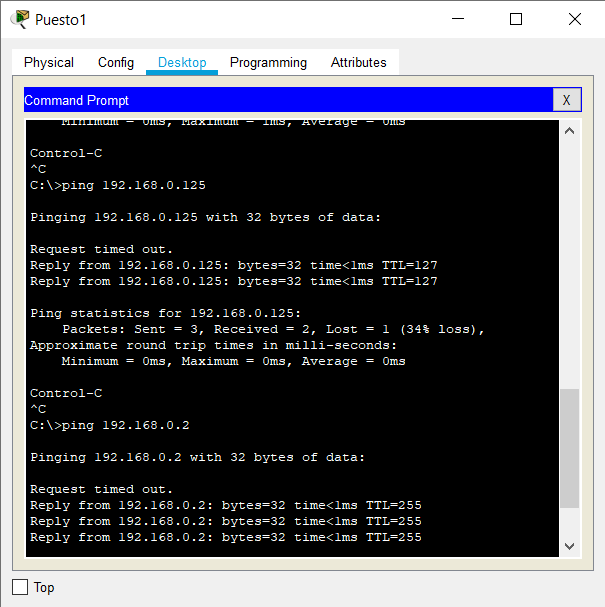 Puesto1
Physical Config Desktop Programming Attributes
Command Prompt X
Minimum = 0ms, Maximum = 1ms, Average = 0ms
Control-C
^C
C:\>ping 192.168.0.125
Pinging 192.168.0.125 with 32 bytes of data:
Request timed out.
Reply from 192.168.0.125: bytes=32 time<1ms TTL=127
Reply from 192.168.0.125: bytes=32 time<1ms TTL=127
Ping statistics for 192.168.0.125:
Packets: Sent = 3, Received = 2, Lost = 1 (34% loss),
Approximate round trip times in milli-seconds:
Minimum = 0ms, Maximum = 0ms, Average = 0ms
Control-C
^C
C:\>ping 192.168.0.2
Pinging 192.168.0.2 with 32 bytes of data:
Request timed out.
Reply from 192.168.0.2: bytes=32 time<1ms TTL=255
Reply from 192.168.0.2: bytes=32 time<1ms TTL=255
Reply from 192.168.0.2: bytes=32 time<1ms TTL=255
Top